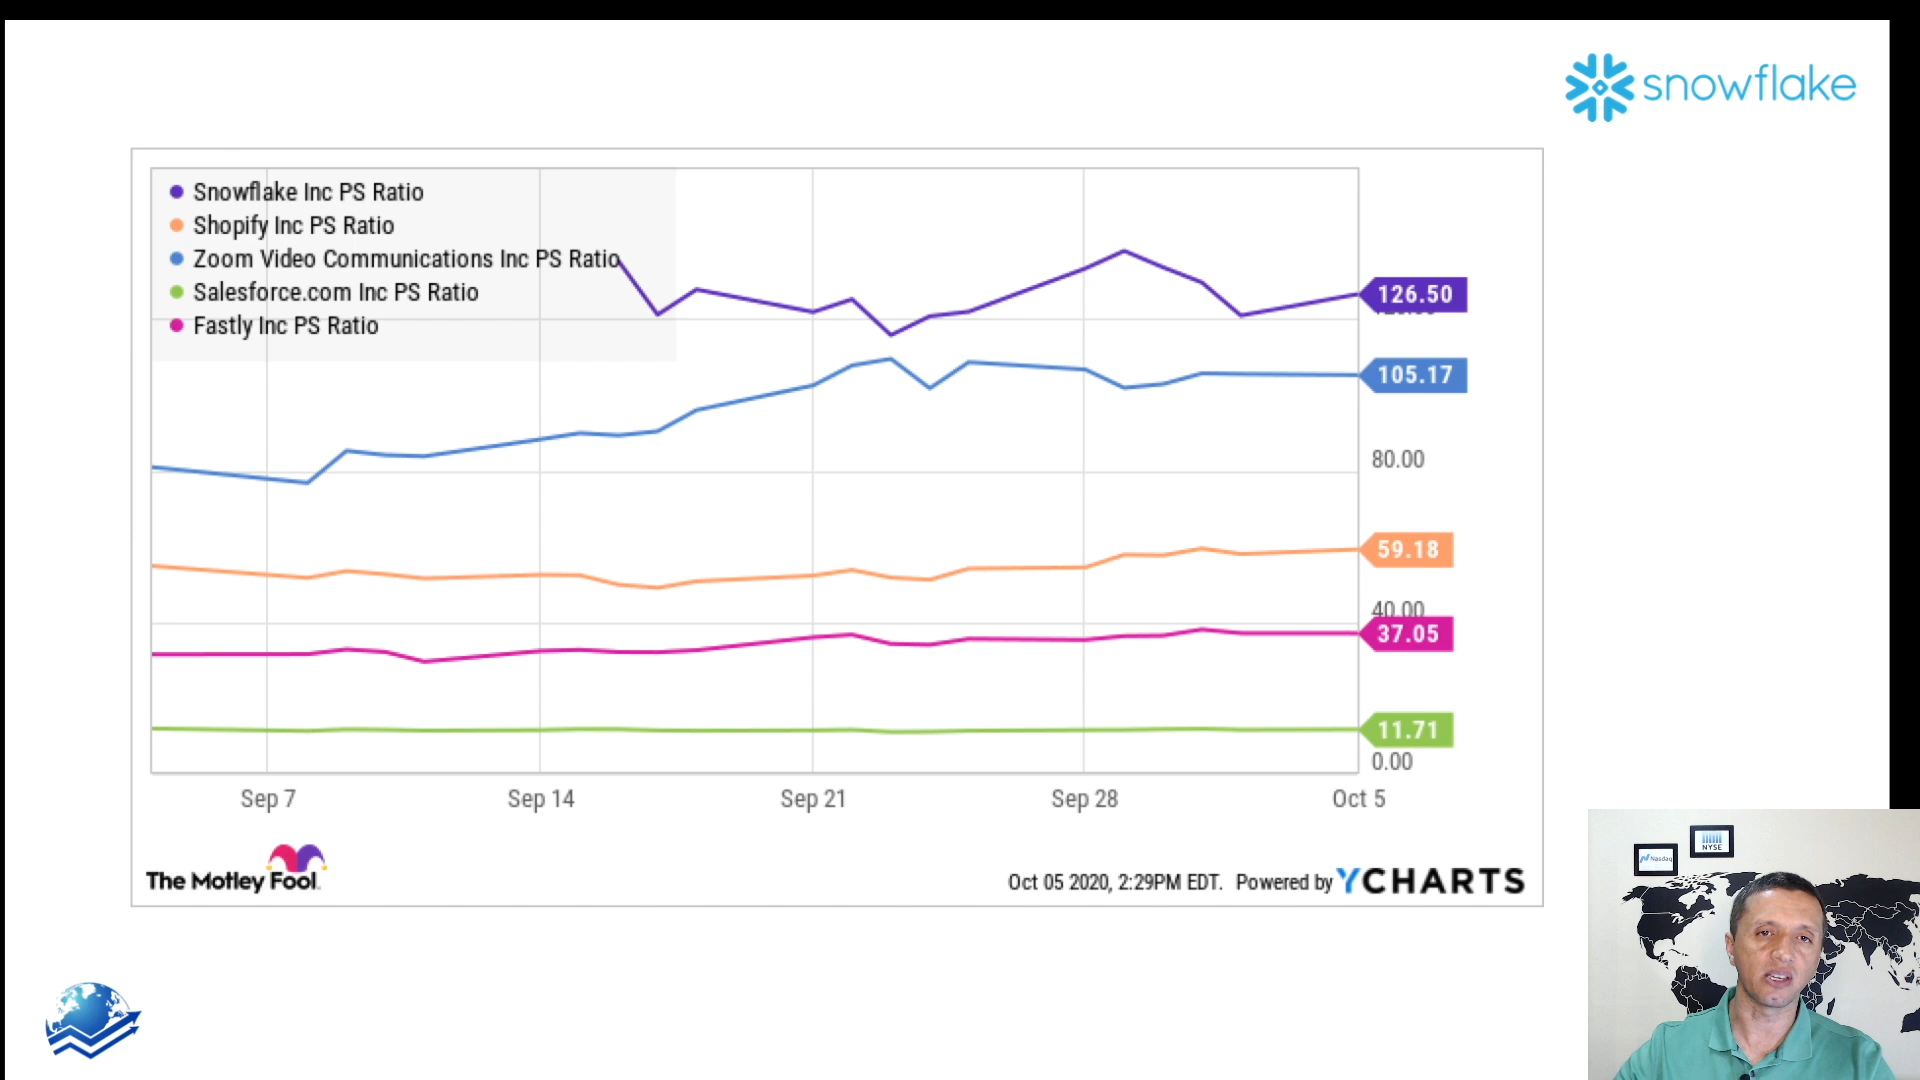 snowflake
Snowflake Inc PS Ratio
Shopify Inc PS Ratio
Zoom Video Communications Inc PS Ratio
Salesforce.com Inc PS Ratio
Fastly Inc PS Ratio
126.50
105.17
80.00
59.18
40.00
37.05
11.71
0.00
Sep 7 Sep 14 Sep 21 Sep 28 Oct 5
The Motley Fool.
Oct 05 2020, 2:29PM EDT. Powered by YCHARTS
NYSE
Nasdaq